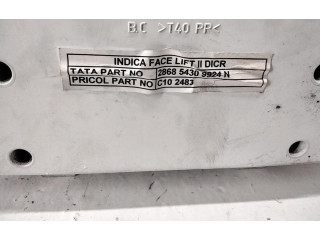 B.C >T40 PP<
INDICA FACE LIFT II DICR
TATA PART NO 2868 5430 9924 N
PRICOL PART NO C10 2483